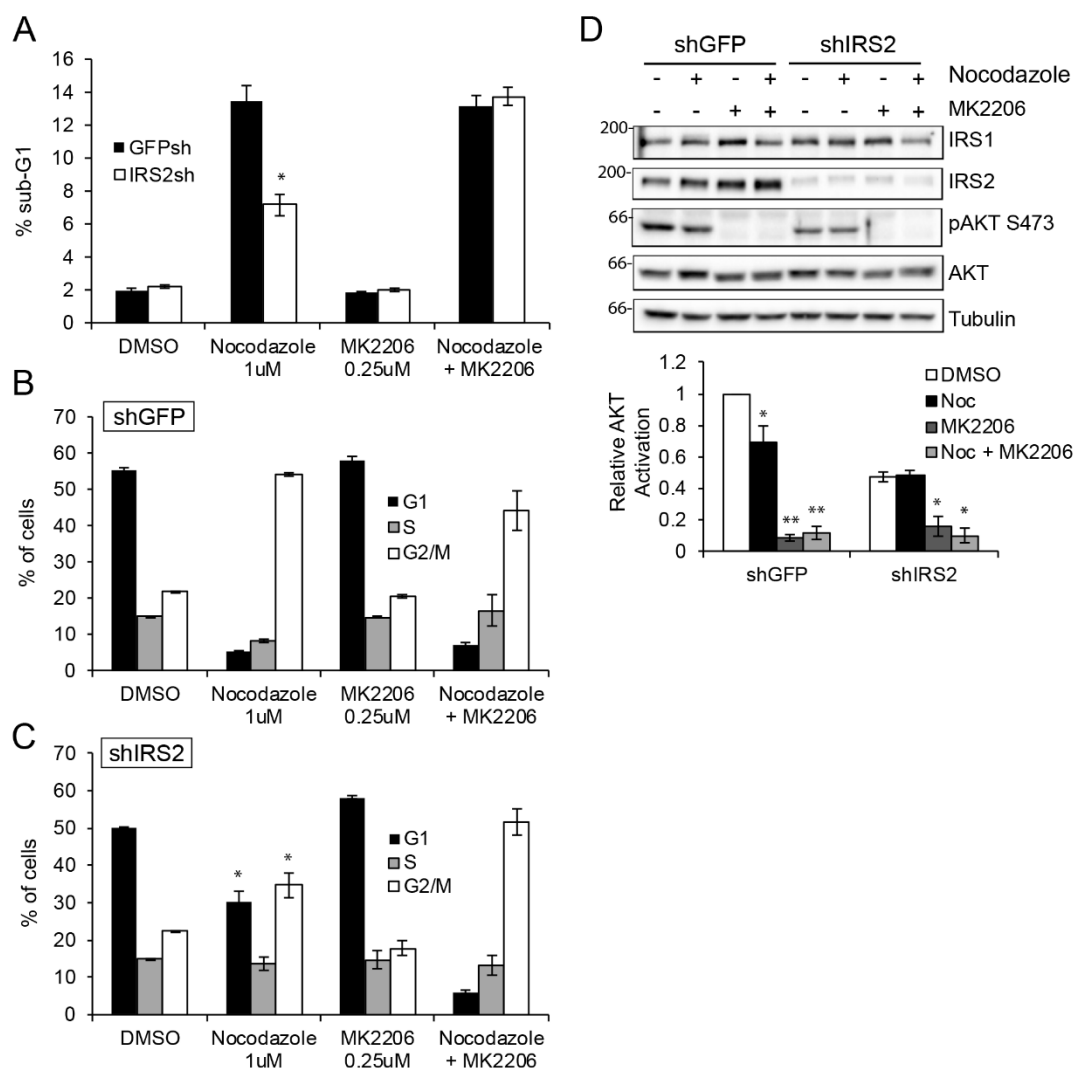 A
16
14
12
10
8
6
4
2
0
% sub-G1
GFPsh
IRS2sh
*
DMSO
Nocodazole
1uM
MK2206
0.25uM
Nocodazole
+ MK2206
B
shGFP
70
60
50
40
30
20
10
0
% of cells
G1
S
G2/M
DMSO
Nocodazole
1uM
MK2206
0.25uM
Nocodazole
+ MK2206
C
shIRS2
70
60
50
40
30
20
10
0
% of cells
G1
S
G2/M
* *
DMSO
Nocodazole
1uM
MK2206
0.25uM
Nocodazole
+ MK2206
D
shGFP shIRS2
- + - + - + - + Nocodazole
- - + + - - + + MK2206
200- IRS1
200- IRS2
66- pAKT S473
66- AKT
66- Tubulin
1.2
1
0.8
0.6
0.4
0.2
0
Relative AKT
Activation
DMSO
Noc
MK2206
Noc + MK2206
* ** ** * *
shGFP shIRS2